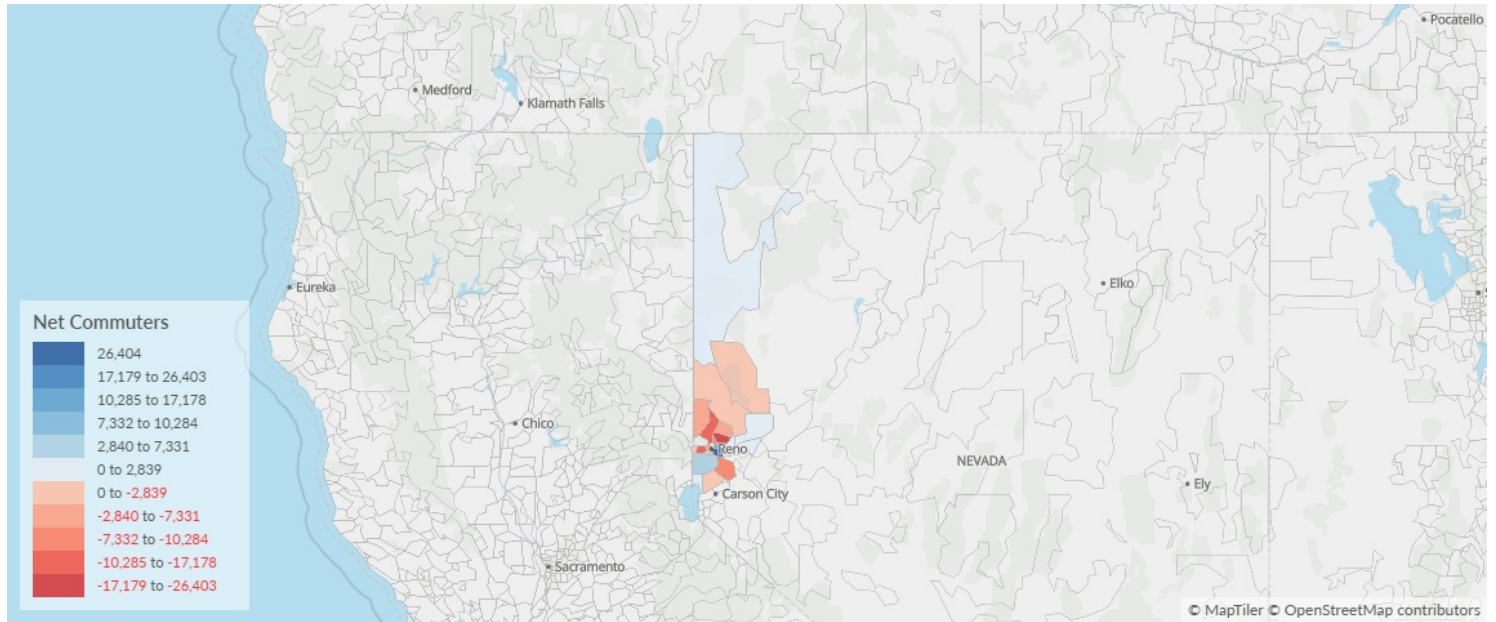 Pocatello
Medford
Klamath Falls
Eureka
Elko
Net Commuters
26,404
17,179 to 26,403
10,285 to 17,178
7,332 to 10,284
2,840 to 7,331
0 to 2,839
0 to -2,839
-2,840 to -7,331
-7,332 to -10,284
-10,285 to -17,178
-17,179 to -26,403
Chico
Reno
NEVADA
Ely
Carson City
Sacramento
© MapTiler © OpenStreetMap contributors